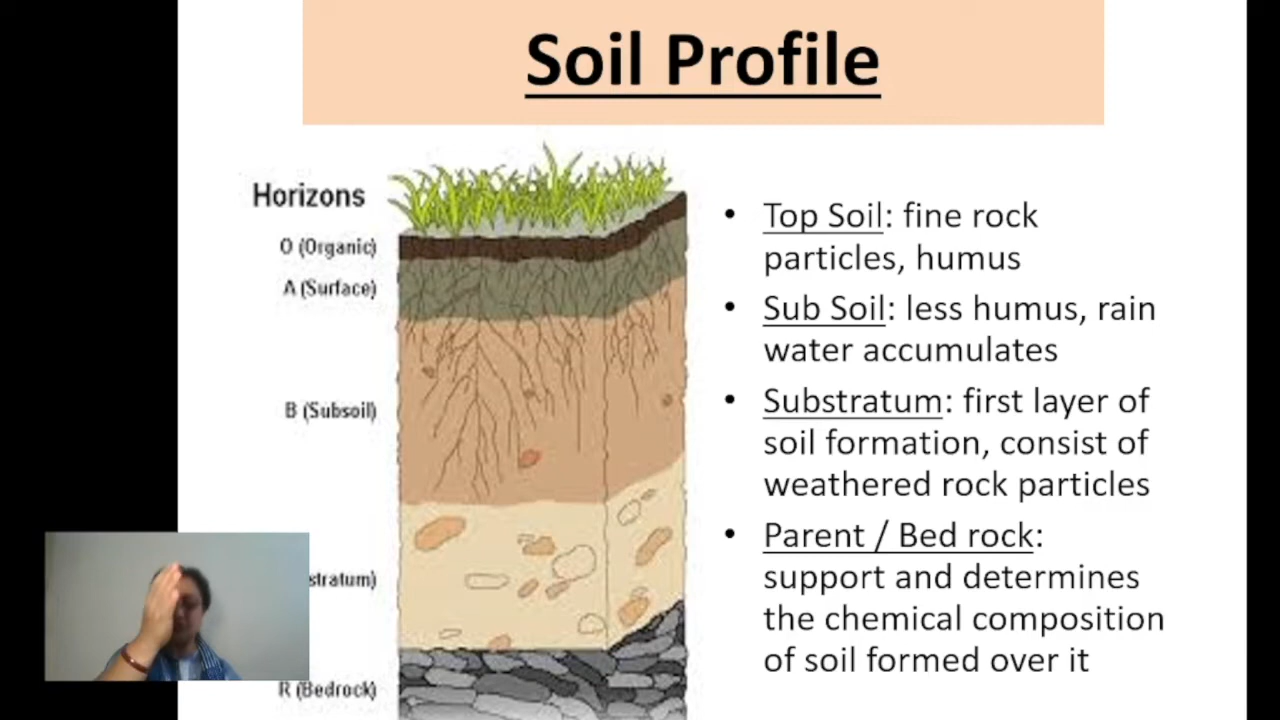 Soil Profile
Horizons
O (Organic)
A (Surface)
B (Subsoil)
stratum)
R (Bedrock)
• Top Soil: fine rock
particles, humus
• Sub Soil: less humus, rain
water accumulates
• Substratum: first layer of
soil formation, consist of
weathered rock particles
• Parent / Bed rock:
support and determines
the chemical composition
of soil formed over it